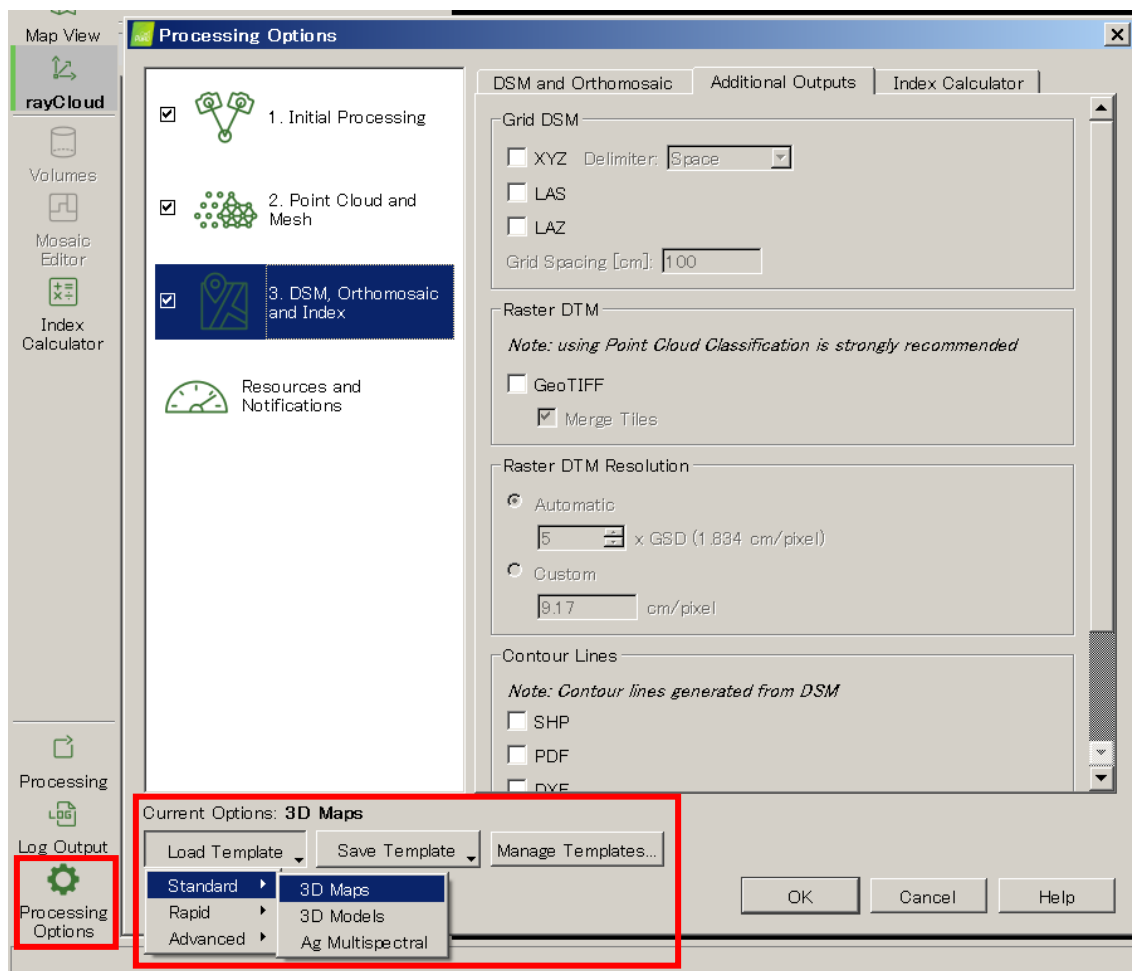 Map View
rayCloud
Volumes
Mosaic
Editor
Index
Calculator
Processing
LOG
Log Output
Processing
Options
Processing Options
1. Initial Processing
2. Point Cloud and
Mesh
3. DSM, Orthomosaic
and Index
Resources and
Notifications
DSM and Orthomosaic
Additional Outputs
Index Calculator
Grid DSM
XYZ Delimiter: Space
LAS
LAZ
Grid Spacing [cm]: 100
Raster DTM
Note: using Point Cloud Classification is strongly recommended
GeoTIFF
Merge Tiles
Raster DTM Resolution
Automatic
5 x GSD (1.834 cm/pixel)
Custom
9.17 cm/pixel
Contour Lines
Note: Contour lines generated from DSM
SHP
PDF
DXF
Current Options: 3D Maps
Load Template
Save Template
Manage Templates...
Standard
Rapid
Advanced
3D Maps
3D Models
Ag Multispectral
OK
Cancel
Help